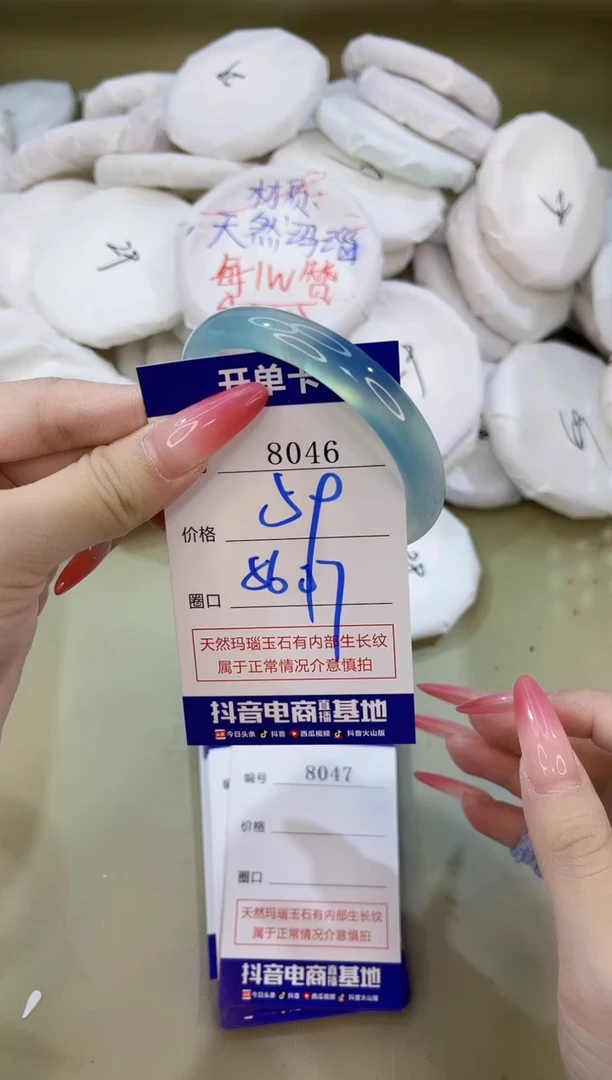 29
材质:
天然玛瑙
每1W赞
开单卡
8046
59
价格
圈口
天然玛瑙玉石有内部生长纹
属于正常情况介意慎拍
抖音电商直播基地
今日头条 抖音 西瓜视频 抖音火山版
编号 8047
价格
圈口
天然玛瑙玉石有内部生长纹
属于正常情况介意慎拍
抖音电商直播基地
今日头条 抖音 西瓜视频 抖音火山版